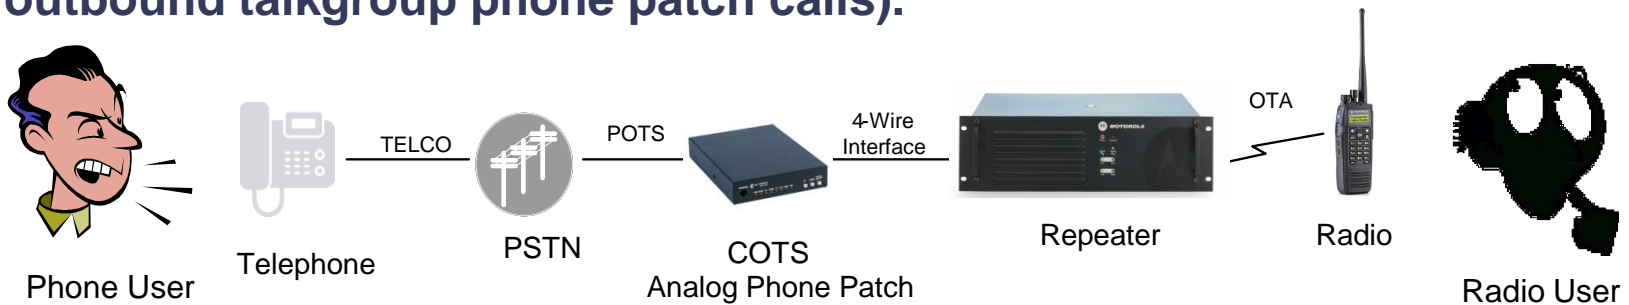 outbound talkgroup phone patch calls).
TELCO
POTS
4-Wire
Interface
MOTOROLA
OTA
Phone User
Telephone
PSTN
COTS
Analog Phone Patch
Repeater
Radio
Radio User